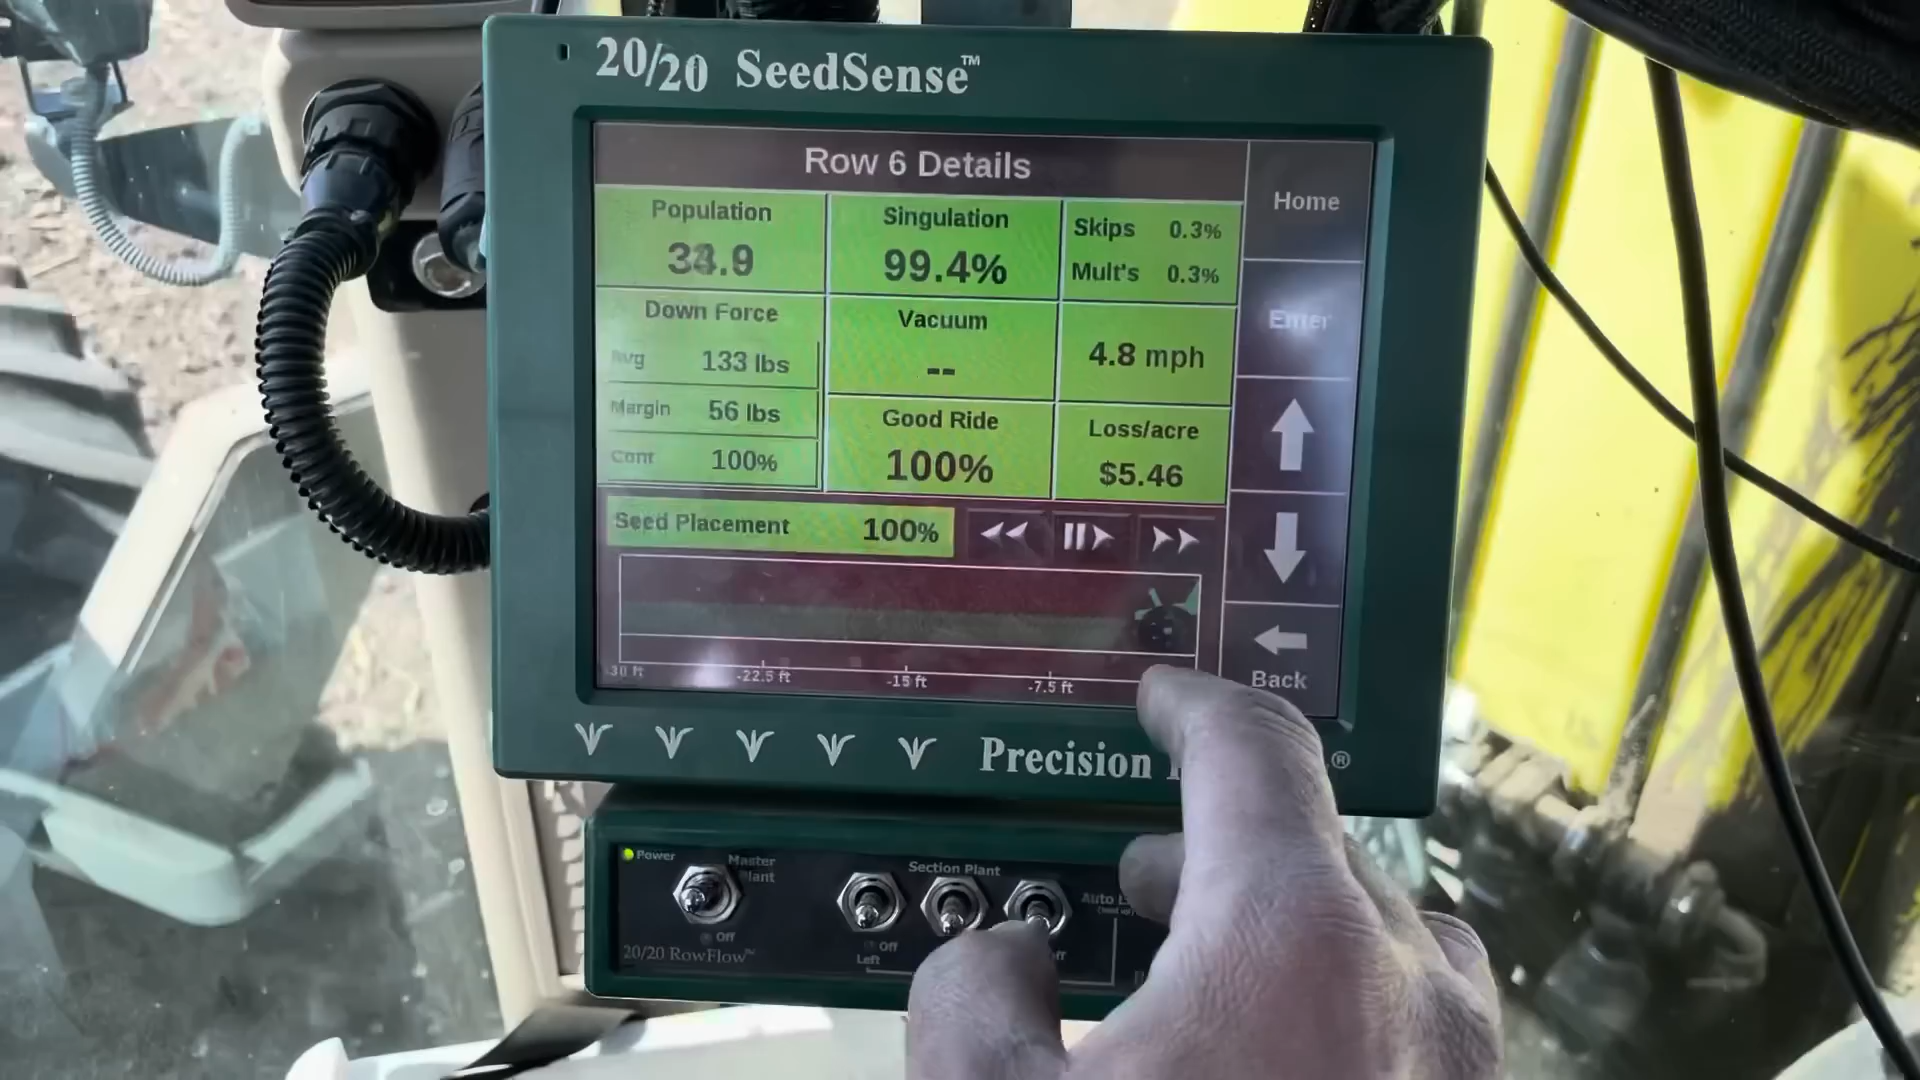 20/20 SeedSense™
Row 6 Details
Home
Population
Singulation
99.4%
Skips 0.3%
Mult's 0.3%
Enter
Down Force
Avg 133 lbs
Margin 56 lbs
Cont 100%
Vacuum
--
4.8 mph
Good Ride
100%
Loss/acre
$5.46
Seed Placement 100%
-30 ft
-22.5 ft
-15 ft
-7.5 ft
Back
Precision
®
Power
Master
Plant
Off
Section Plant
Off
Left
Auto
20/20 RowFlow™